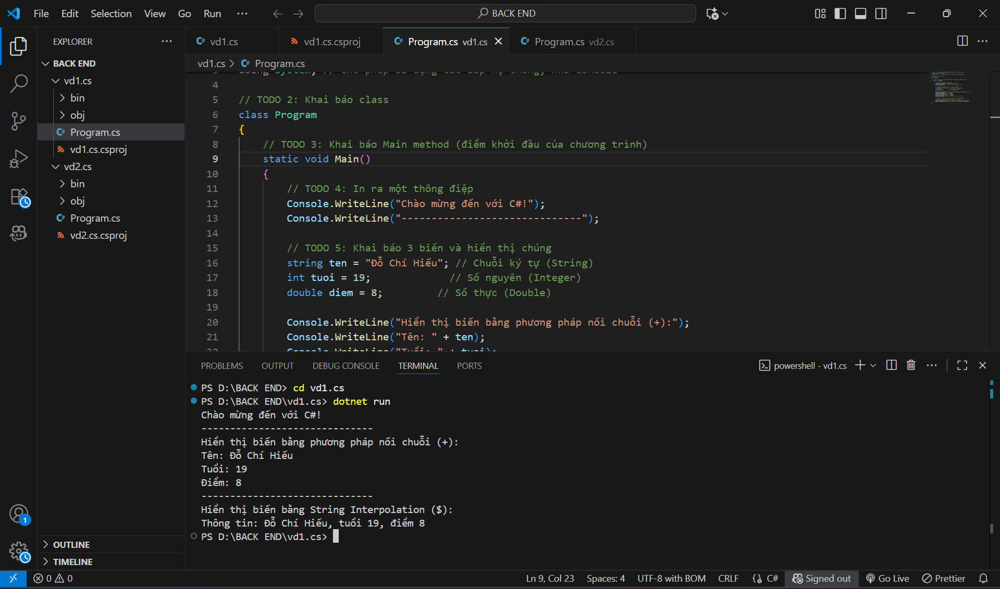 File Edit Selection View Go Run ···
BACK END
EXPLORER
BACK END
vd1.cs
bin
obj
Program.cs
vd1.cs.csproj
vd2.cs
bin
obj
Program.cs
vd2.cs.csproj
OUTLINE
TIMELINE
1
vd1.cs
vd1.cs.csproj
Program.cs vd1.cs
Program.cs vd2.cs
vd1.cs > Program.cs
4
5 // TODO 2: Khai báo class
6 class Program
7 {
8 // TODO 3: Khai báo Main method (điểm khởi đầu của chương trình)
9 static void Main()
10 {
11 // TODO 4: In ra một thông điệp
12 Console.WriteLine("Chào mừng đến với C#!");
13 Console.WriteLine("------------------------------");
14
15 // TODO 5: Khai báo 3 biến và hiển thị chúng
16 string ten = "Đỗ Chí Hiếu"; // Chuỗi ký tự (String)
17 int tuoi = 19; // Số nguyên (Integer)
18 double diem = 8; // Số thực (Double)
19
20 Console.WriteLine("Hiển thị biến bằng phương pháp nối chuỗi (+):");
21 Console.WriteLine("Tên: " + ten);
PROBLEMS OUTPUT DEBUG CONSOLE TERMINAL PORTS
powershell - vd1.cs
PS D:\BACK END> cd vd1.cs
PS D:\BACK END\vd1.cs> dotnet run
Chào mừng đến với C#!
------------------------------
Hiển thị biến bằng phương pháp nối chuỗi (+):
Tên: Đỗ Chí Hiếu
Tuổi: 19
Điểm: 8
------------------------------
Hiển thị biến bằng String Interpolation ($):
Thông tin: Đỗ Chí Hiếu, tuổi 19, điểm 8
PS D:\BACK END\vd1.cs>
0 0
Ln 9, Col 23 Spaces: 4 UTF-8 with BOM CRLF C# Signed out Go Live Prettier